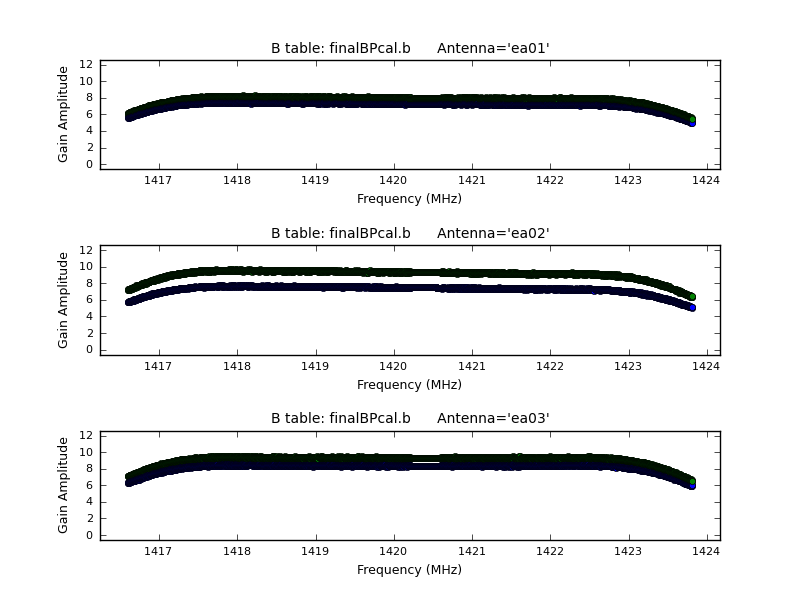 B table: finalBPcal.b Antenna='ea01'
12
10
8
6
4
2
0
Gain Amplitude
1417 1418 1419 1420 1421 1422 1423 1424
Frequency (MHz)
B table: finalBPcal.b Antenna='ea02'
12
10
8
6
4
2
0
Gain Amplitude
1417 1418 1419 1420 1421 1422 1423 1424
Frequency (MHz)
B table: finalBPcal.b Antenna='ea03'
12
10
8
6
4
2
0
Gain Amplitude
1417 1418 1419 1420 1421 1422 1423 1424
Frequency (MHz)